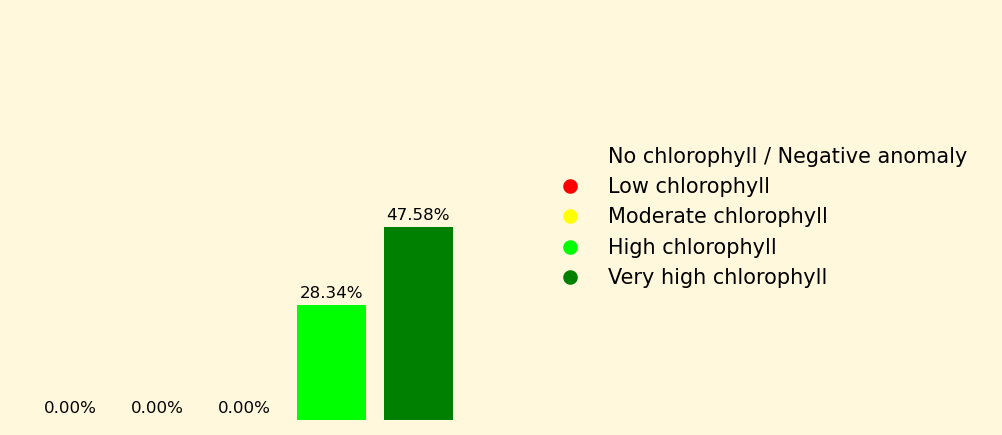 No chlorophyll / Negative anomaly
Low chlorophyll
Moderate chlorophyll
High chlorophyll
Very high chlorophyll
47.58%
28.34%
0.00% 0.00% 0.00%